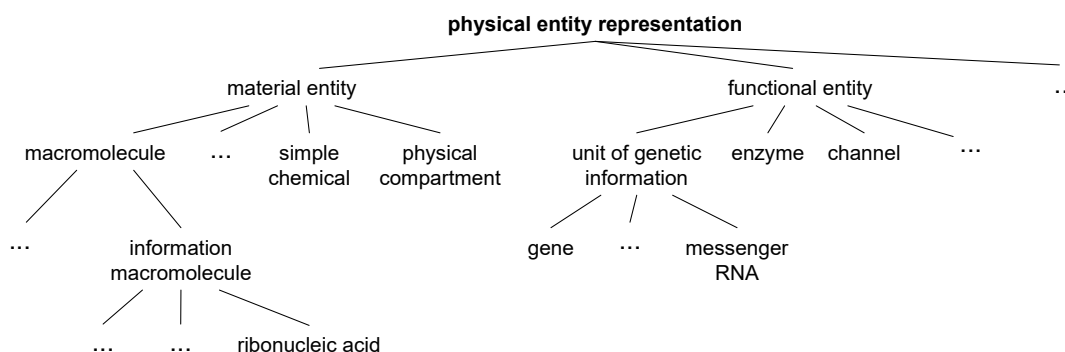 physical entity representation
material entity
functional entity
...
macromolecule
...
simple
chemical
physical
compartment
unit of genetic
information
enzyme
channel
...
...
information
macromolecule
gene
...
messenger
RNA
...
...
ribonucleic acid